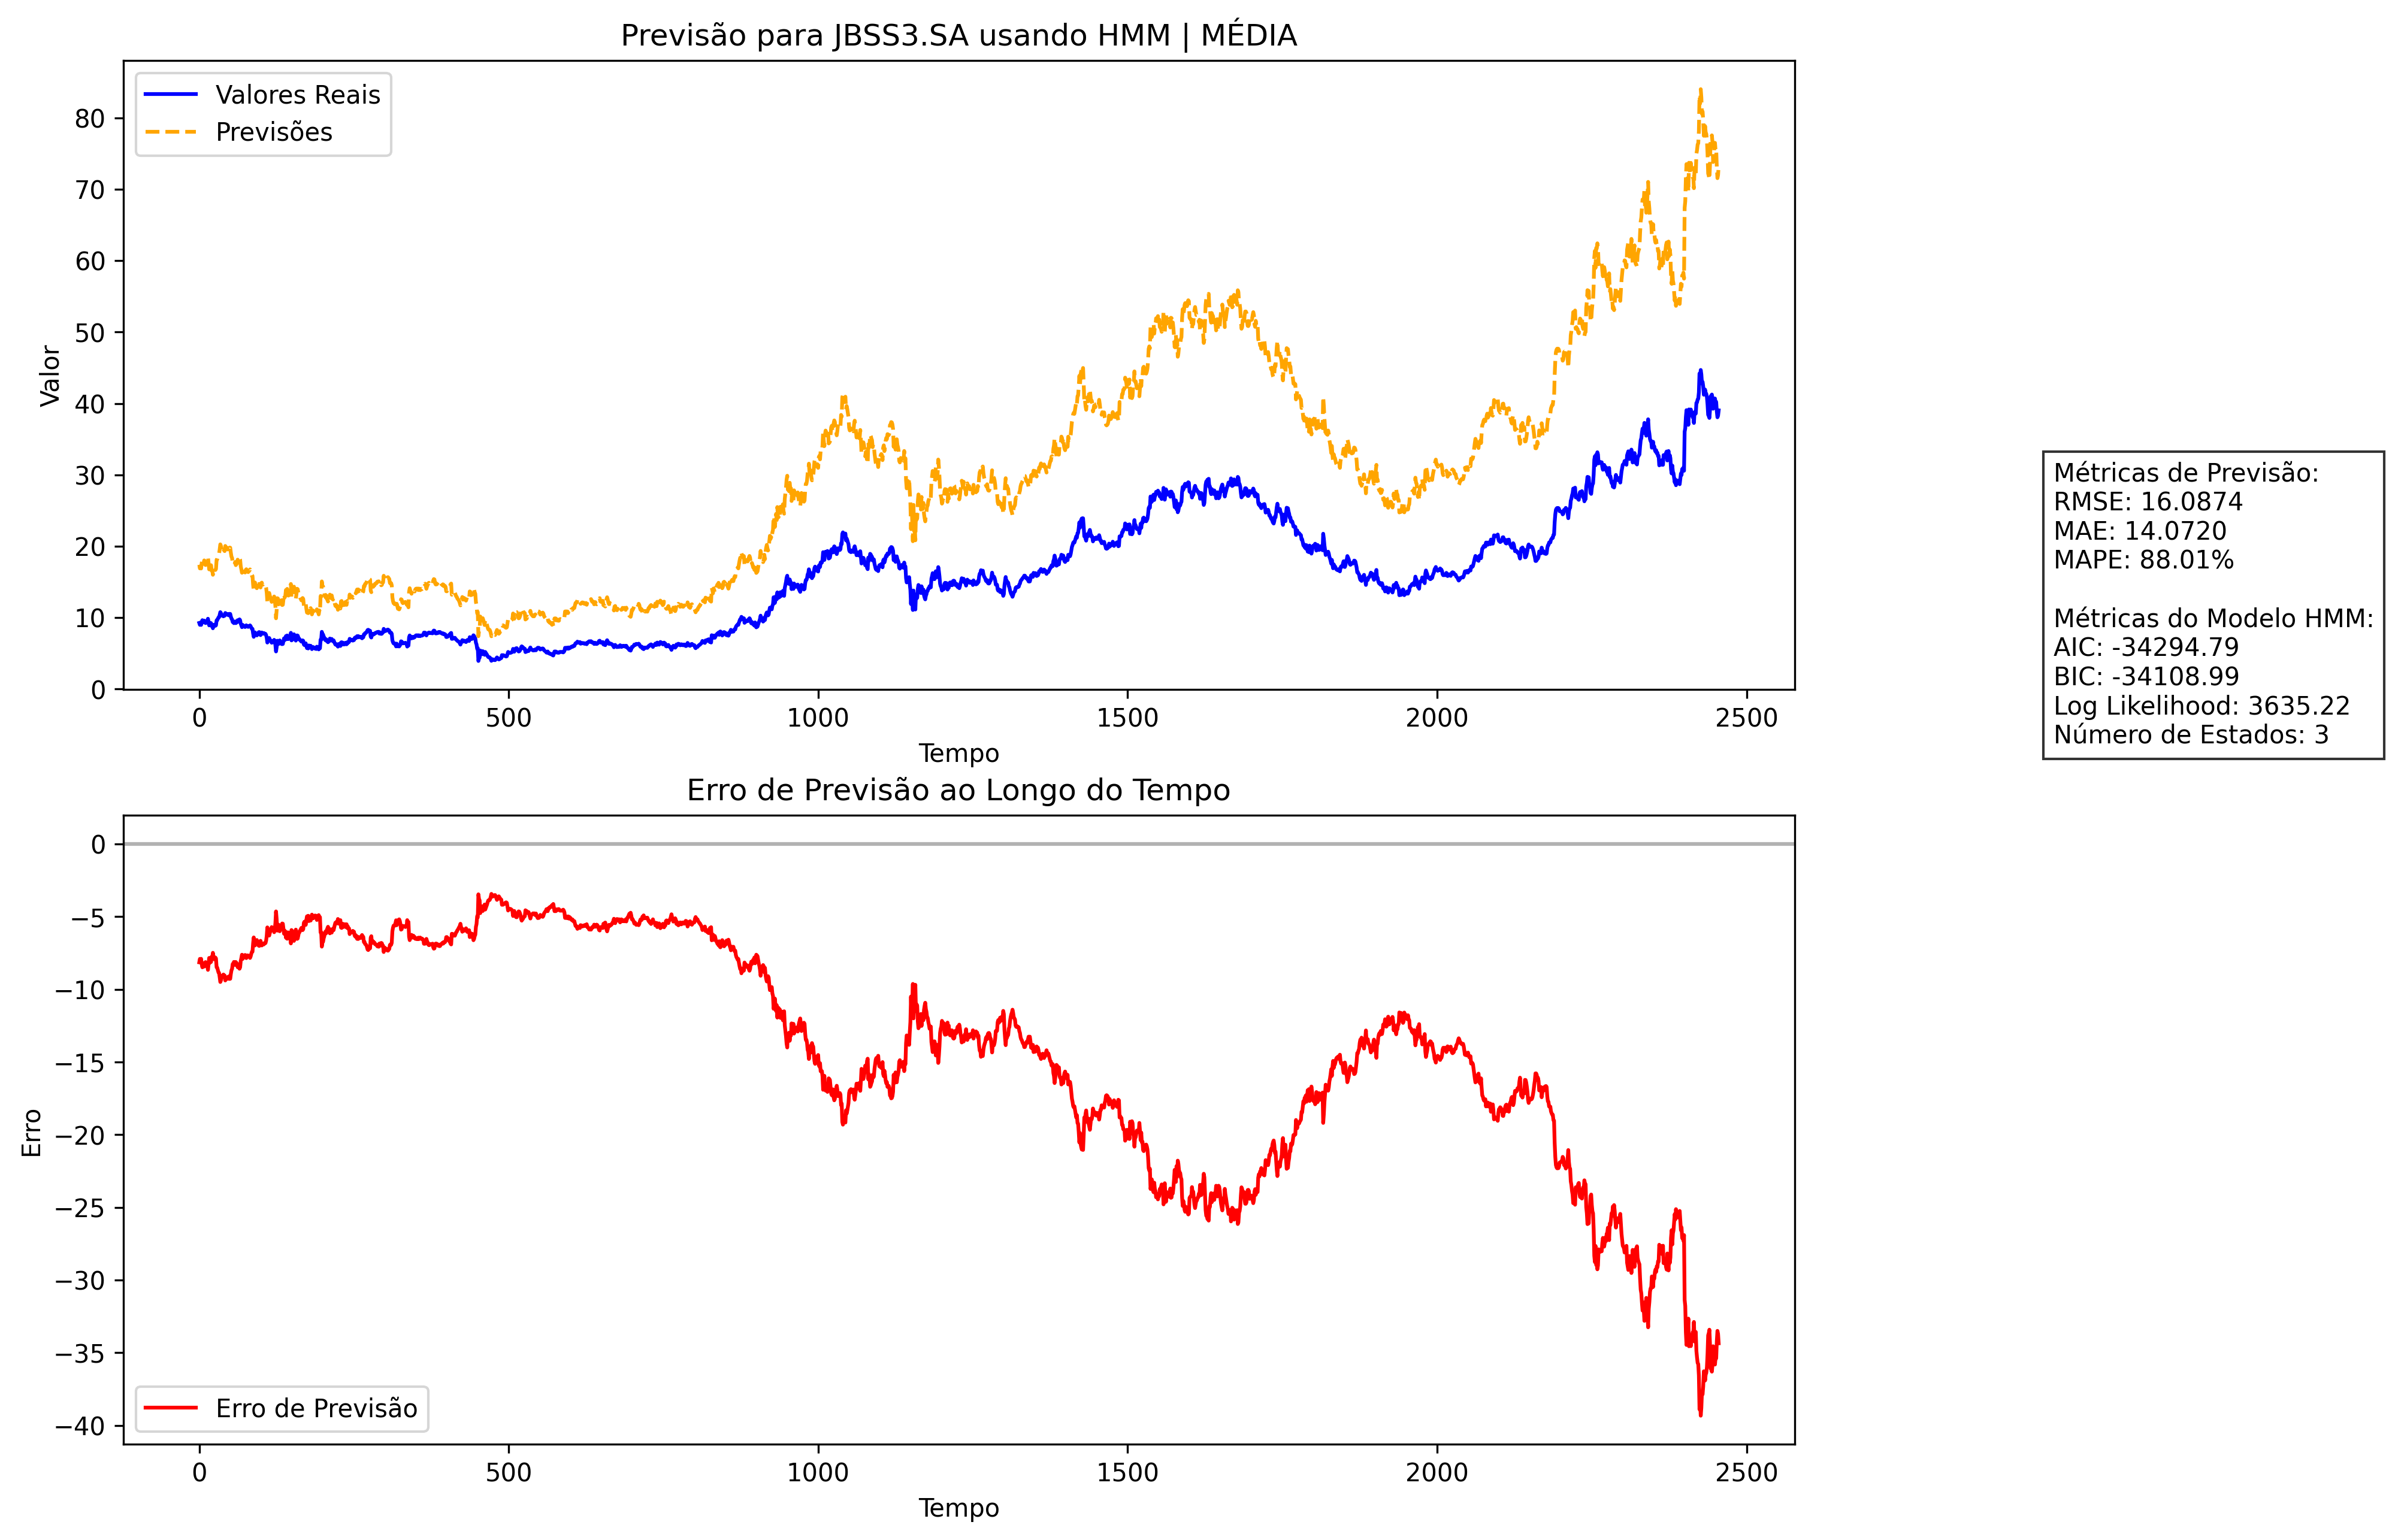 Previsão para JBSS3.SA usando HMM | MÉDIA
Valores Reais
Previsões
Valor
80
70
60
50
40
30
20
10
0
0 500 1000 1500 2000 2500
Tempo
Métricas de Previsão:
RMSE: 16.0874
MAE: 14.0720
MAPE: 88.01%
Métricas do Modelo HMM:
AIC: -34294.79
BIC: -34108.99
Log Likelihood: 3635.22
Número de Estados: 3
Erro de Previsão ao Longo do Tempo
Erro
0
−5
−10
−15
−20
−25
−30
−35
−40
Erro de Previsão
0 500 1000 1500 2000 2500
Tempo